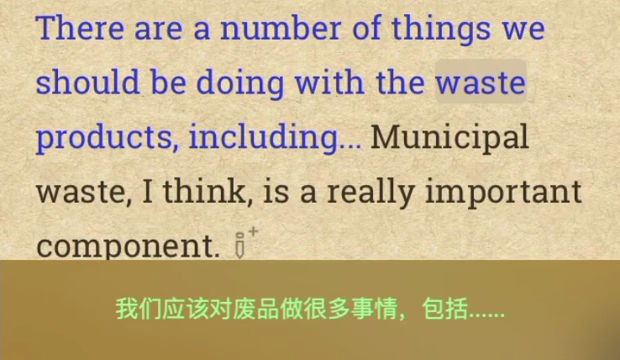 There are a number of things we
should be doing with the waste
products, including... Municipal
waste, I think, is a really important
component.
我们应该对废品做很多事情，包括......